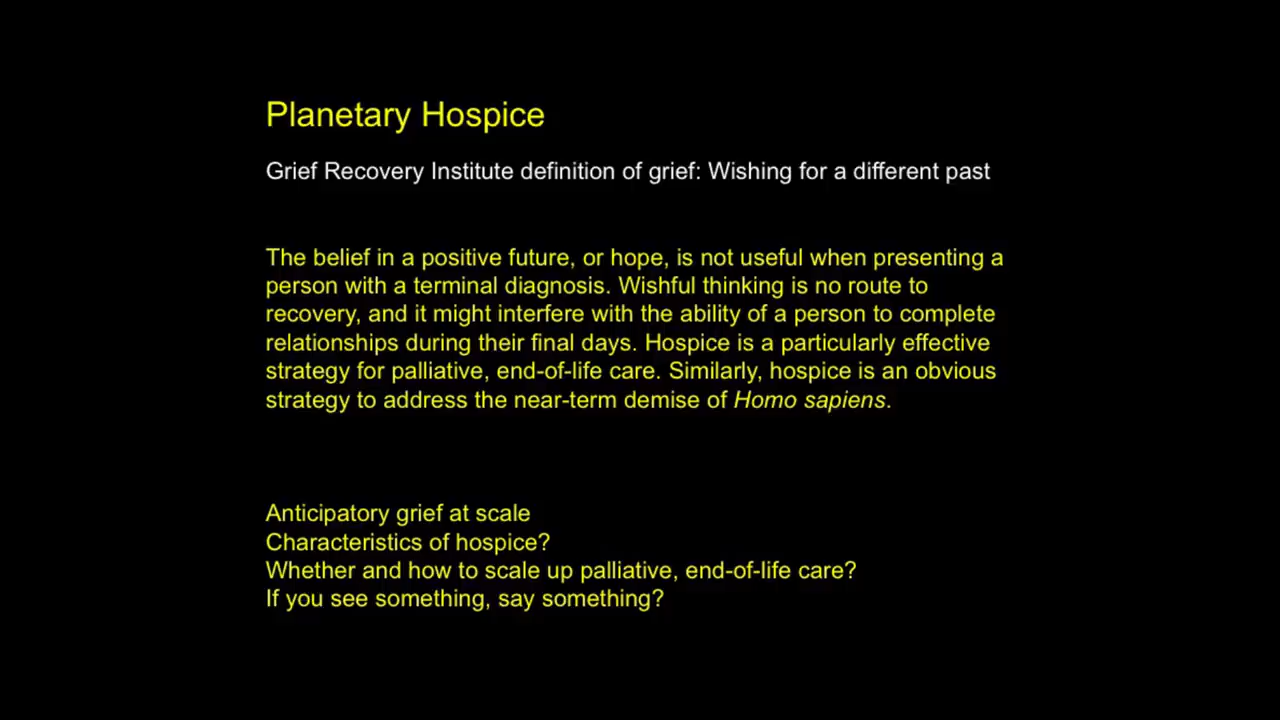 Planetary Hospice
Grief Recovery Institute definition of grief: Wishing for a different past
The belief in a positive future, or hope, is not useful when presenting a
person with a terminal diagnosis. Wishful thinking is no route to
recovery, and it might interfere with the ability of a person to complete
relationships during their final days. Hospice is a particularly effective
strategy for palliative, end-of-life care. Similarly, hospice is an obvious
strategy to address the near-term demise of Homo sapiens.
Anticipatory grief at scale
Characteristics of hospice?
Whether and how to scale up palliative, end-of-life care?
If you see something, say something?